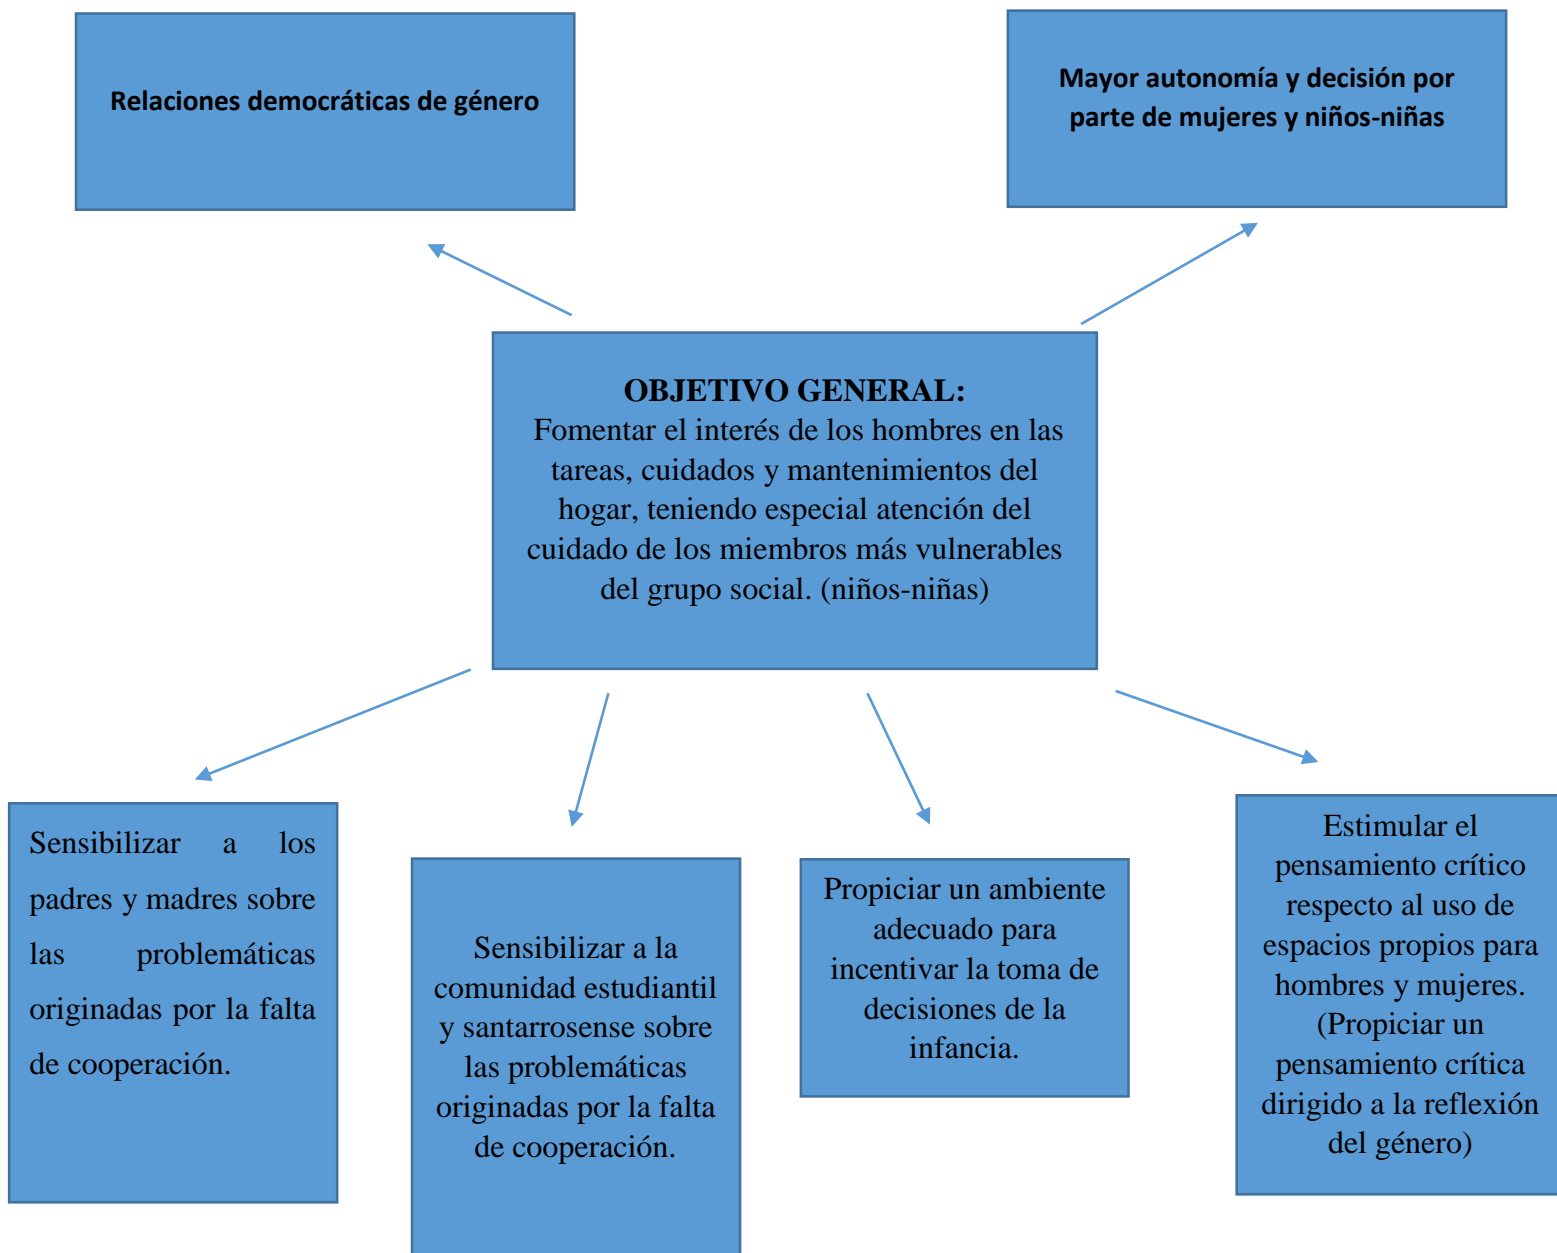 Relaciones democráticas de género
Mayor autonomía y decisión por
parte de mujeres y niños-niñas
OBJETIVO GENERAL:
Fomentar el interés de los hombres en las
tareas, cuidados y mantenimientos del
hogar, teniendo especial atención del
cuidado de los miembros más vulnerables
del grupo social. (niños-niñas)
Sensibilizar a los
padres y madres sobre
las problemáticas
originadas por la falta
de cooperación.
Sensibilizar a la
comunidad estudiantil
y santarrosense sobre
las problemáticas
originadas por la falta
de cooperación.
Propiciar un ambiente
adecuado para
incentivar la toma de
decisiones de la
infancia.
Estimular el
pensamiento crítico
respecto al uso de
espacios propios para
hombres y mujeres.
(Propiciar un
pensamiento crítica
dirigido a la reflexión
del género)